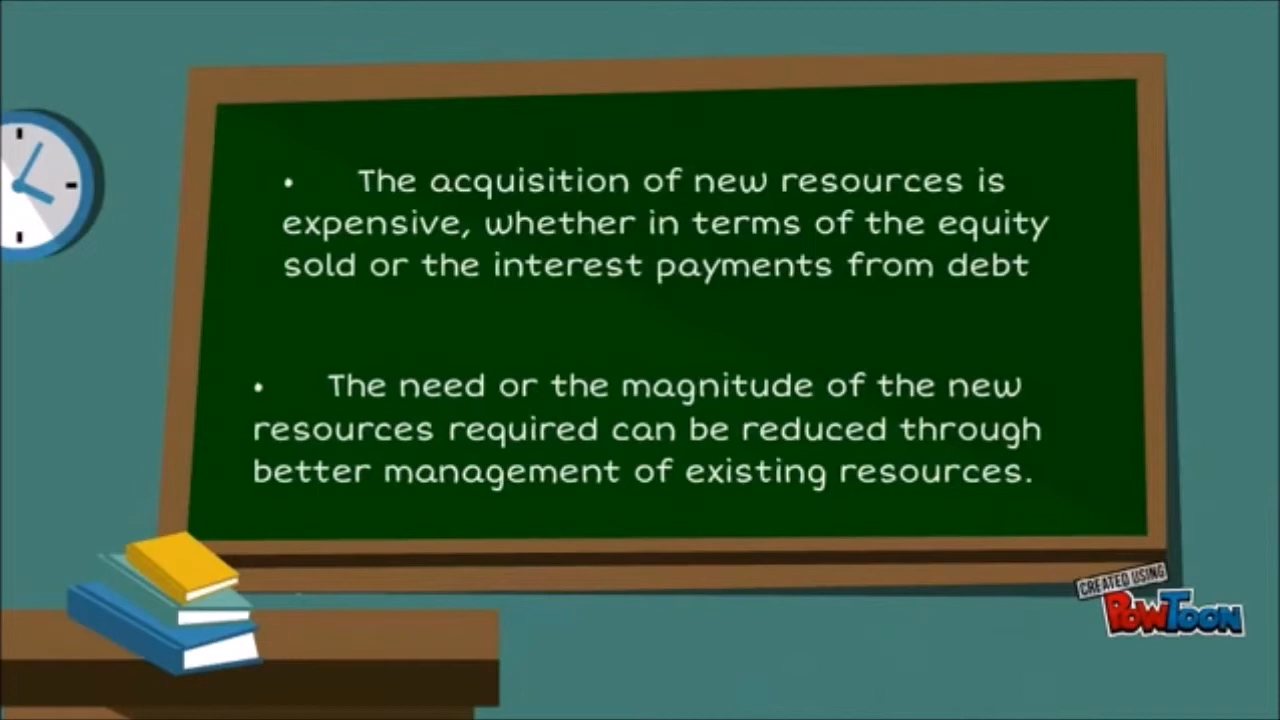 • The acquisition of new resources is
expensive, whether in terms of the equity
sold or the interest payments from debt
• The need or the magnitude of the new
resources required can be reduced through
better management of existing resources.
CREATED USING
POWTOON